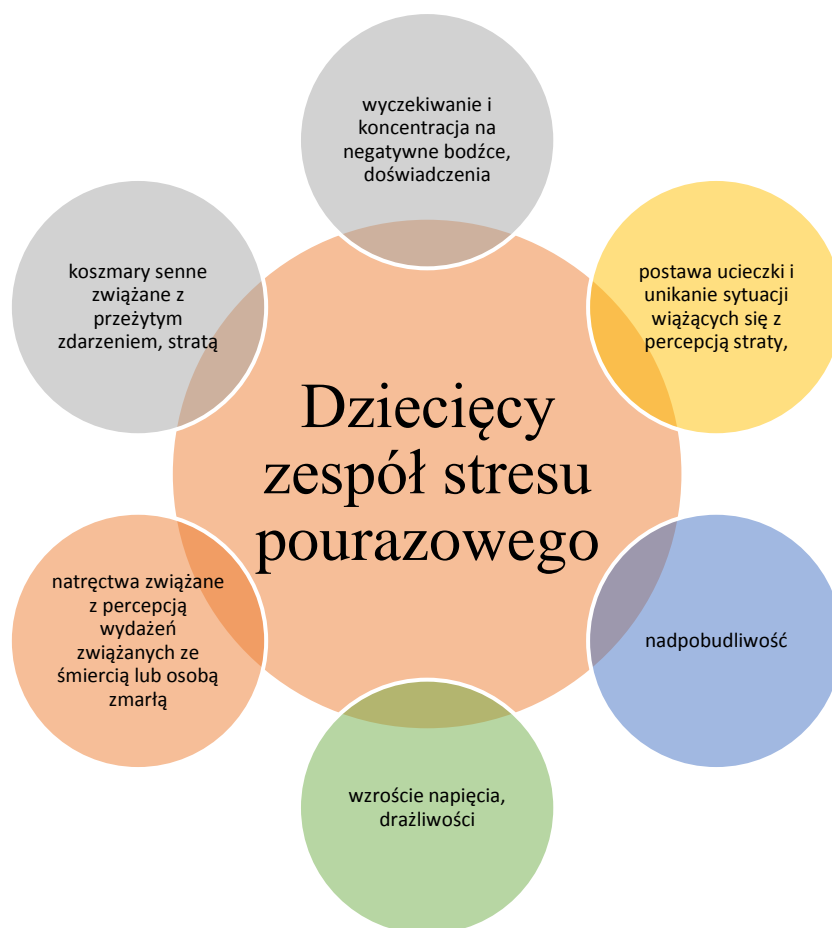 wyczekiwanie i
koncentracja na
negatywne bodźce,
doświadczenia
koszmary senne
związane z
przeżytym
zdarzeniem, stratą
postawa ucieczki i
unikanie sytuacji
wiążących się z
percepcją straty,
Dziecięcy
zespół stresu
pourazowego
natręctwa związane
z percepcją
wydażeń
związanych ze
śmiercią lub osobą
zmarłą
nadpobudliwość
wzroście napięcia,
drażliwości